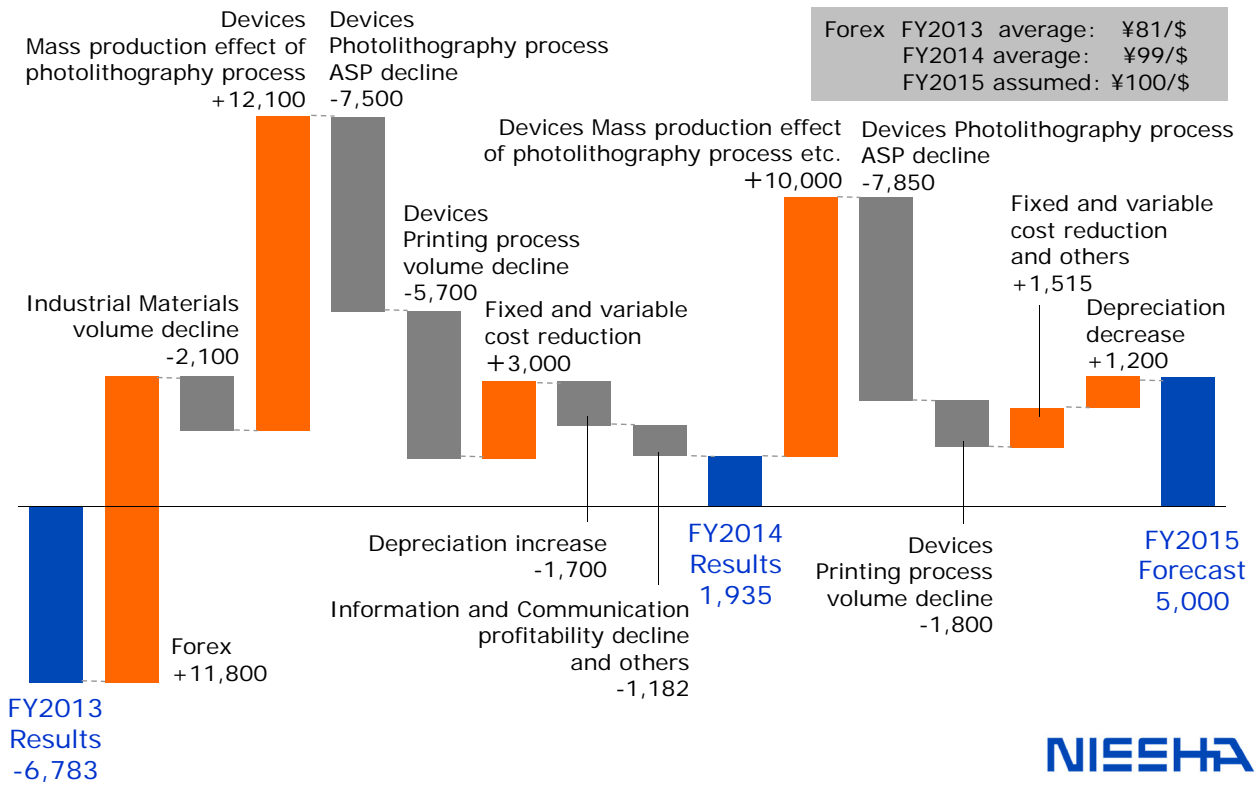 Devices
Mass production effect of
photolithography process
+12,100
Devices
Photolithography process
ASP decline
-7,500
Forex FY2013 average: ¥81/$
FY2014 average: ¥99/$
FY2015 assumed: ¥100/$
Devices Mass production effect
of photolithography process etc.
+10,000
Devices Photolithography process
ASP decline
-7,850
Devices
Printing process
volume decline
-5,700
Fixed and variable
cost reduction
and others
+1,515
Industrial Materials
volume decline
-2,100
Fixed and variable
cost reduction
+3,000
Depreciation
decrease
+1,200
Depreciation increase
-1,700
FY2014
Results
1,935
Devices
Printing process
volume decline
-1,800
FY2015
Forecast
5,000
Information and Communication
profitability decline
and others
-1,182
Forex
+11,800
FY2013
Results
-6,783
NISSHA